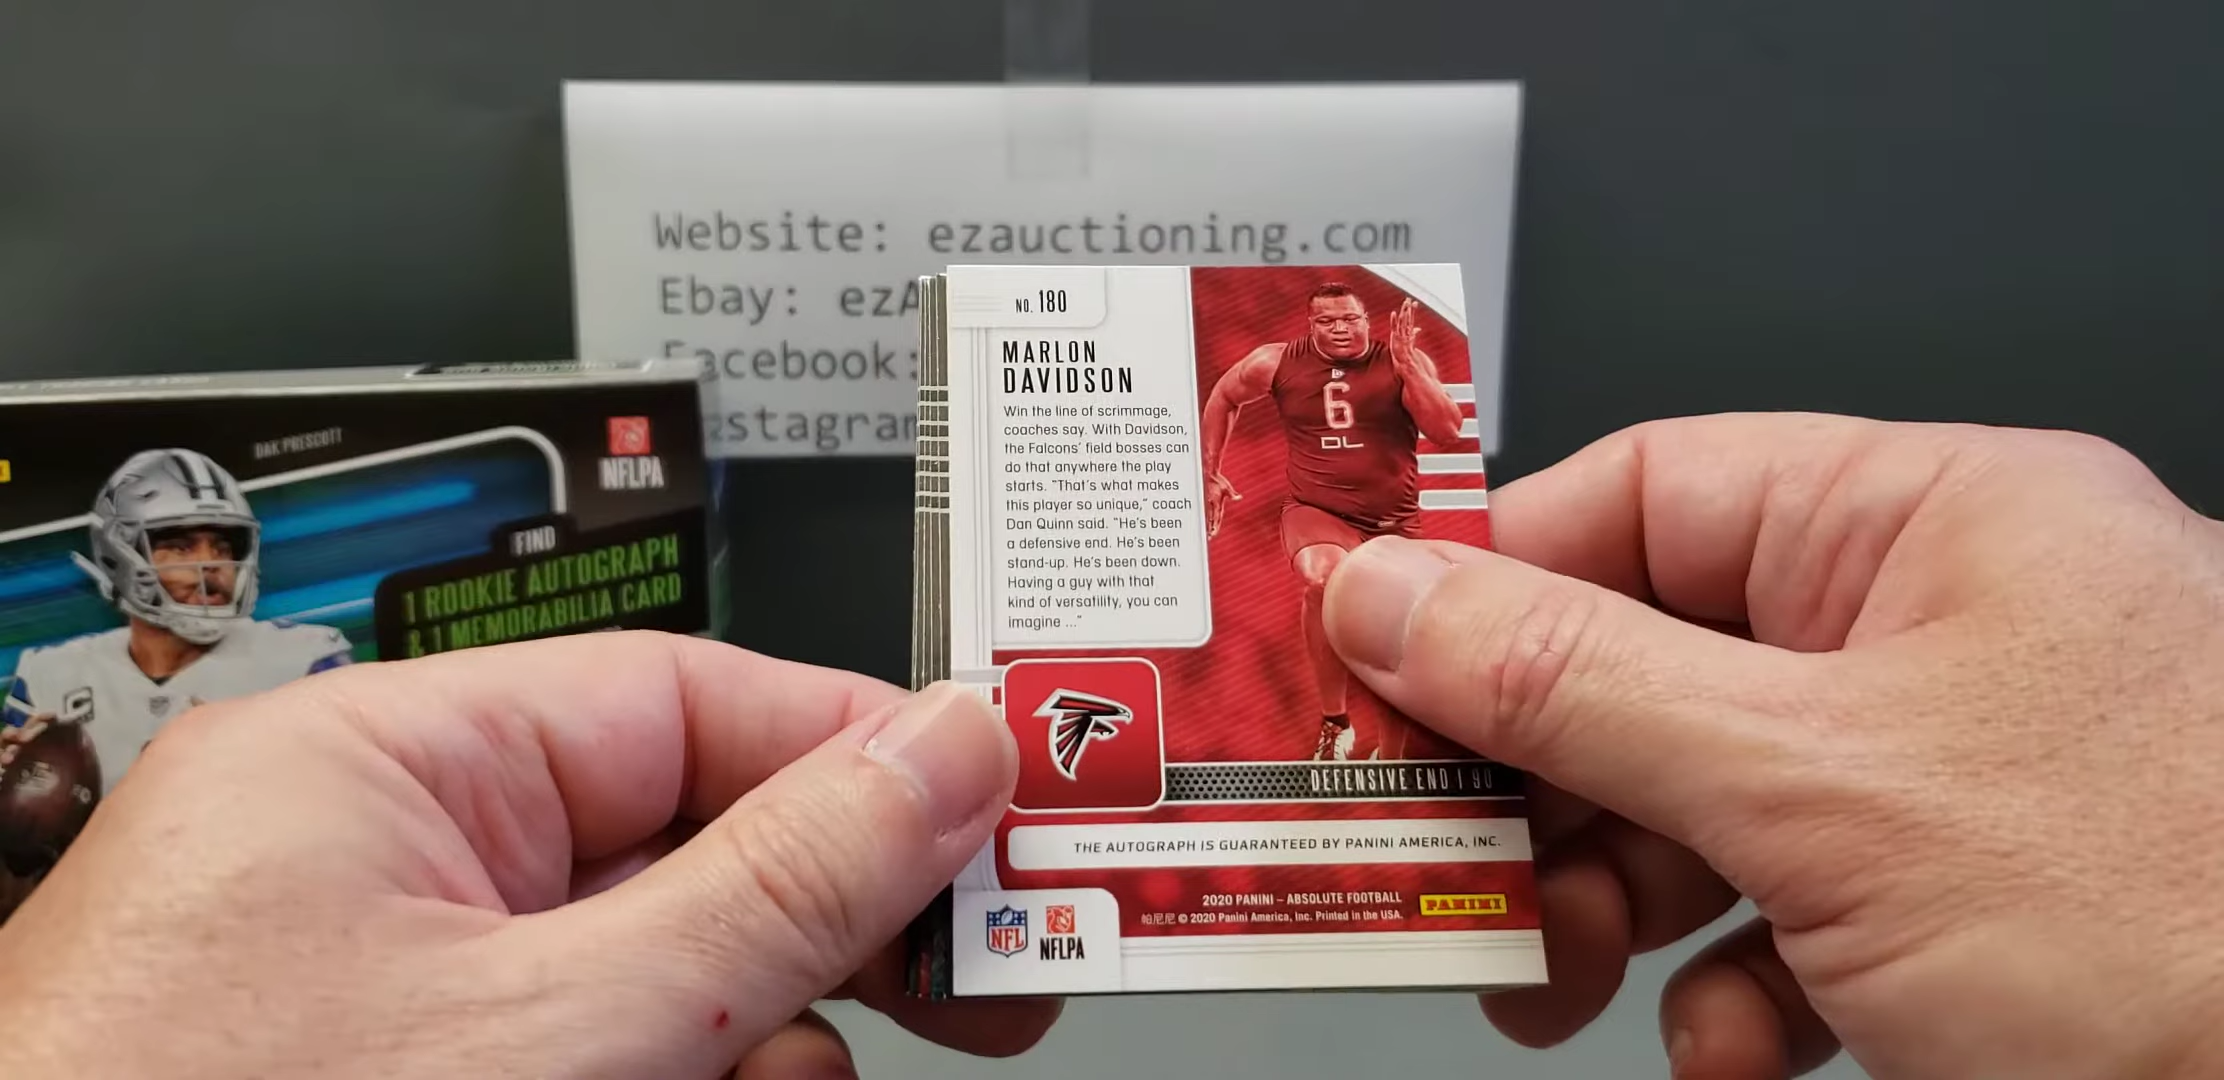 Website: ezauctioning.com
Ebay: ezA
Facebook:
stagram
NO. 180
MARLON
DAVIDSON
Win the line of scrimmage,
coaches say. With Davidson,
the Falcons' field bosses can
do that anywhere the play
starts. "That's what makes
this player so unique," coach
Dan Quinn said. "He's been
a defensive end. He's been
stand-up. He's been down.
Having a guy with that
kind of versatility, you can
imagine ..."
6
DL
DEFENSIVE END | 90
THE AUTOGRAPH IS GUARANTEED BY PANINI AMERICA, INC.
2020 PANINI – ABSOLUTE FOOTBALL
帕尼尼 © 2020 Panini America, Inc. Printed in the USA.
PANINI
NFL
NFLPA
DAK PRESCOTT
NFLPA
FIND
1 ROOKIE AUTOGRAPH
& 1 MEMORABILIA CARD